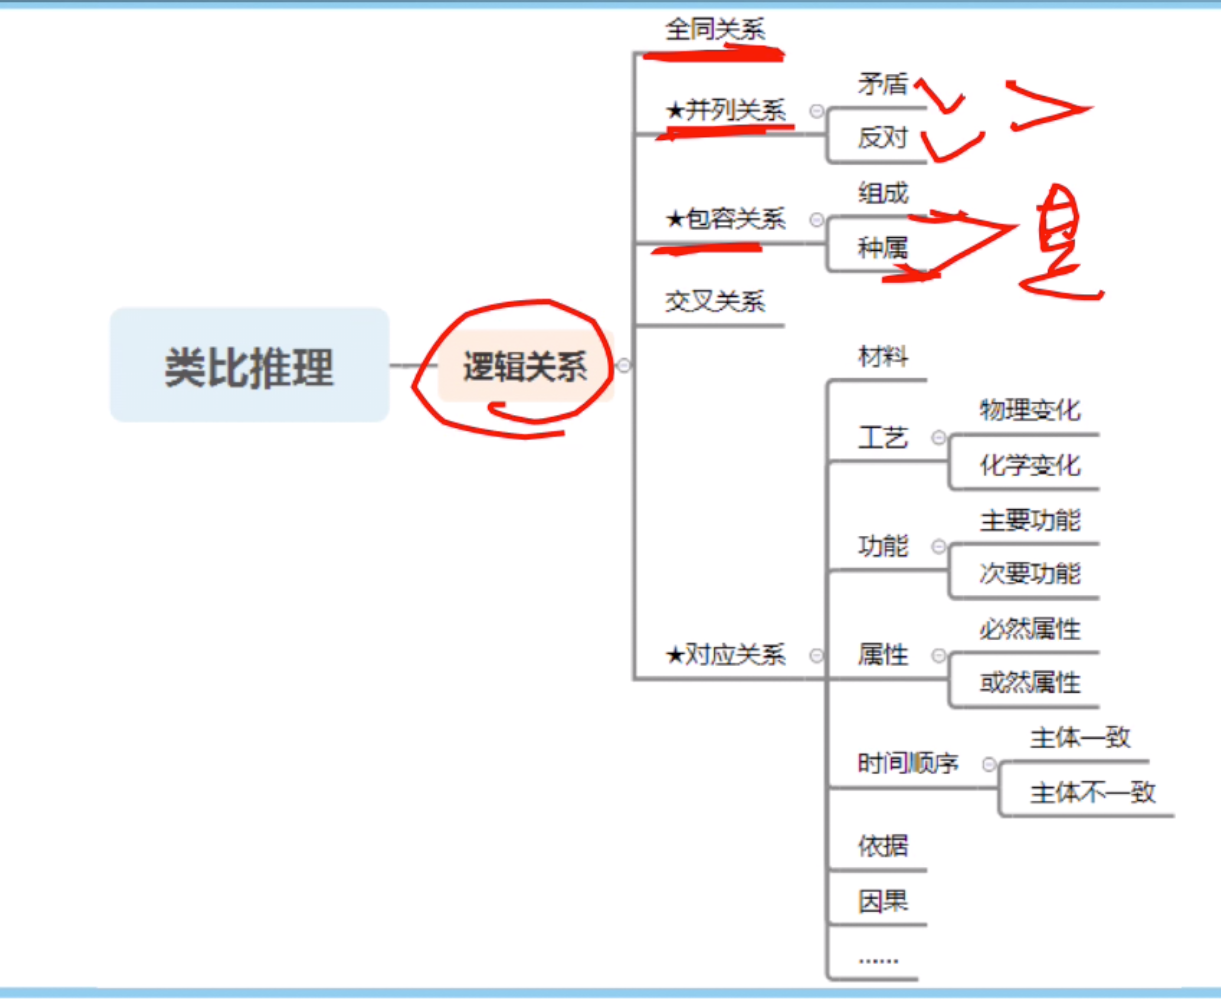 全同关系
★并列关系
矛盾
反对
★包容关系
组成
种属
是
交叉关系
类比推理
逻辑关系
★对应关系
材料
工艺
物理变化
化学变化
功能
主要功能
次要功能
属性
必然属性
或然属性
时间顺序
主体一致
主体不一致
依据
因果
......